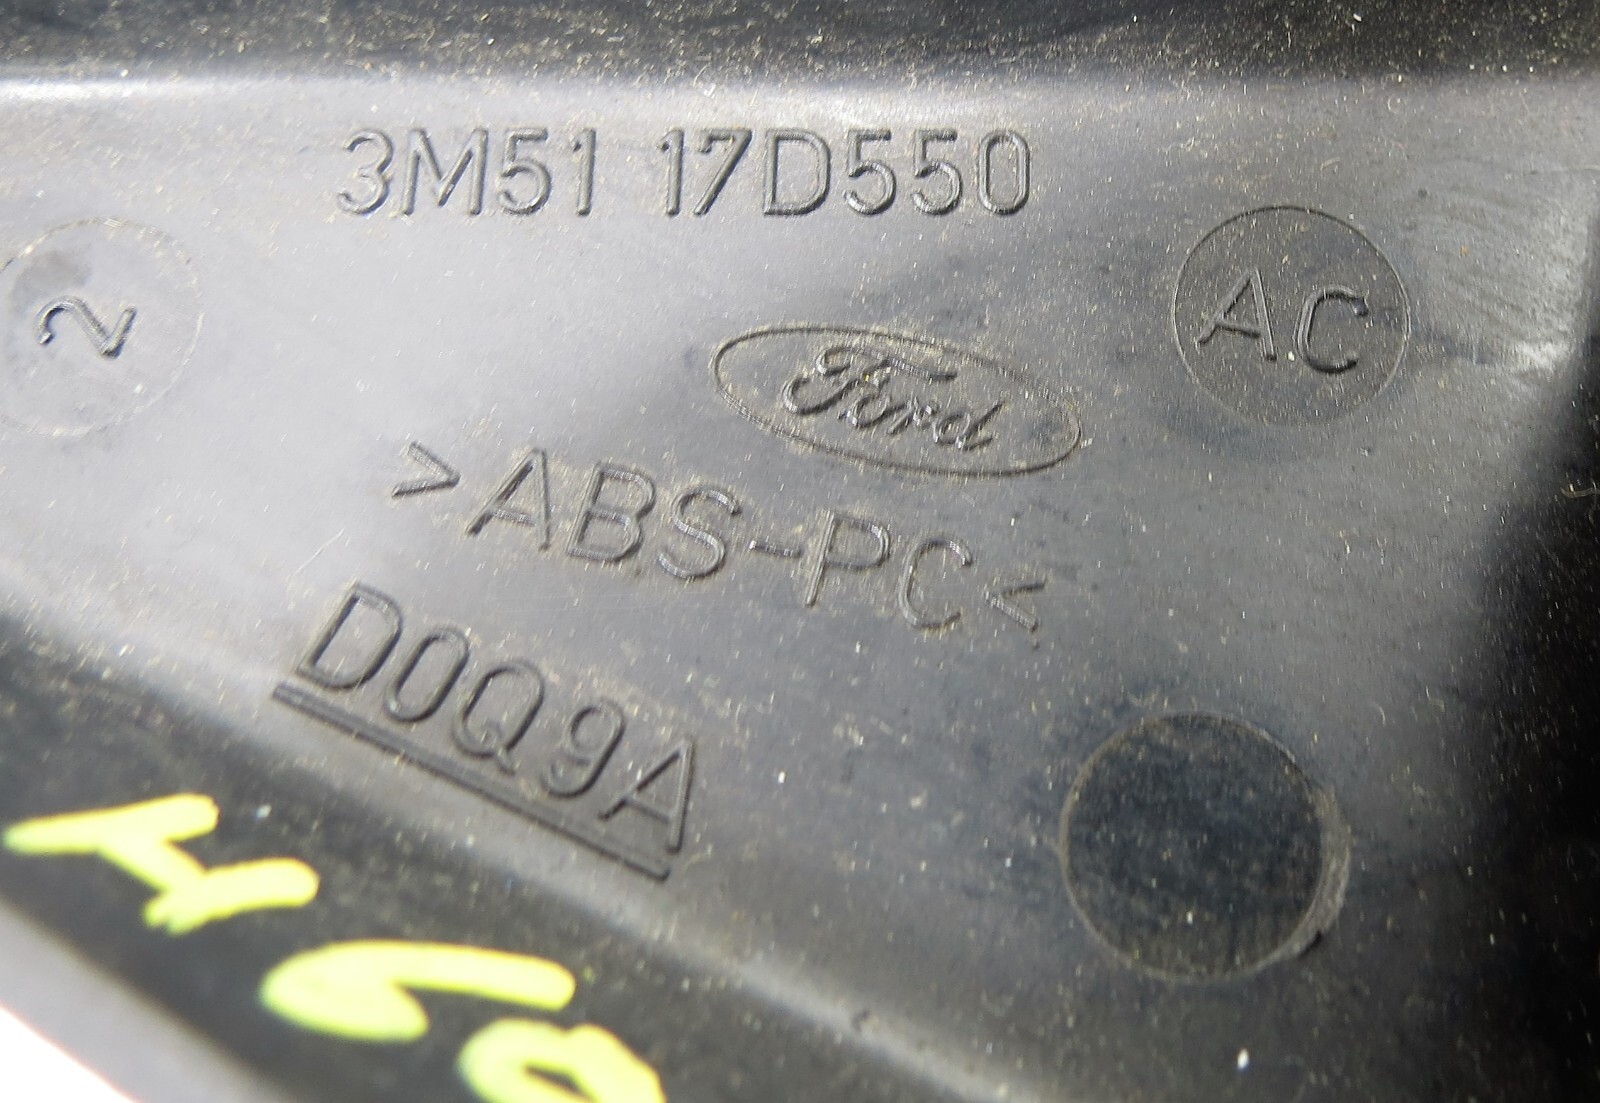 3M51 17D550
2
AC
Ford
>ABS-PC<
D0Q9A